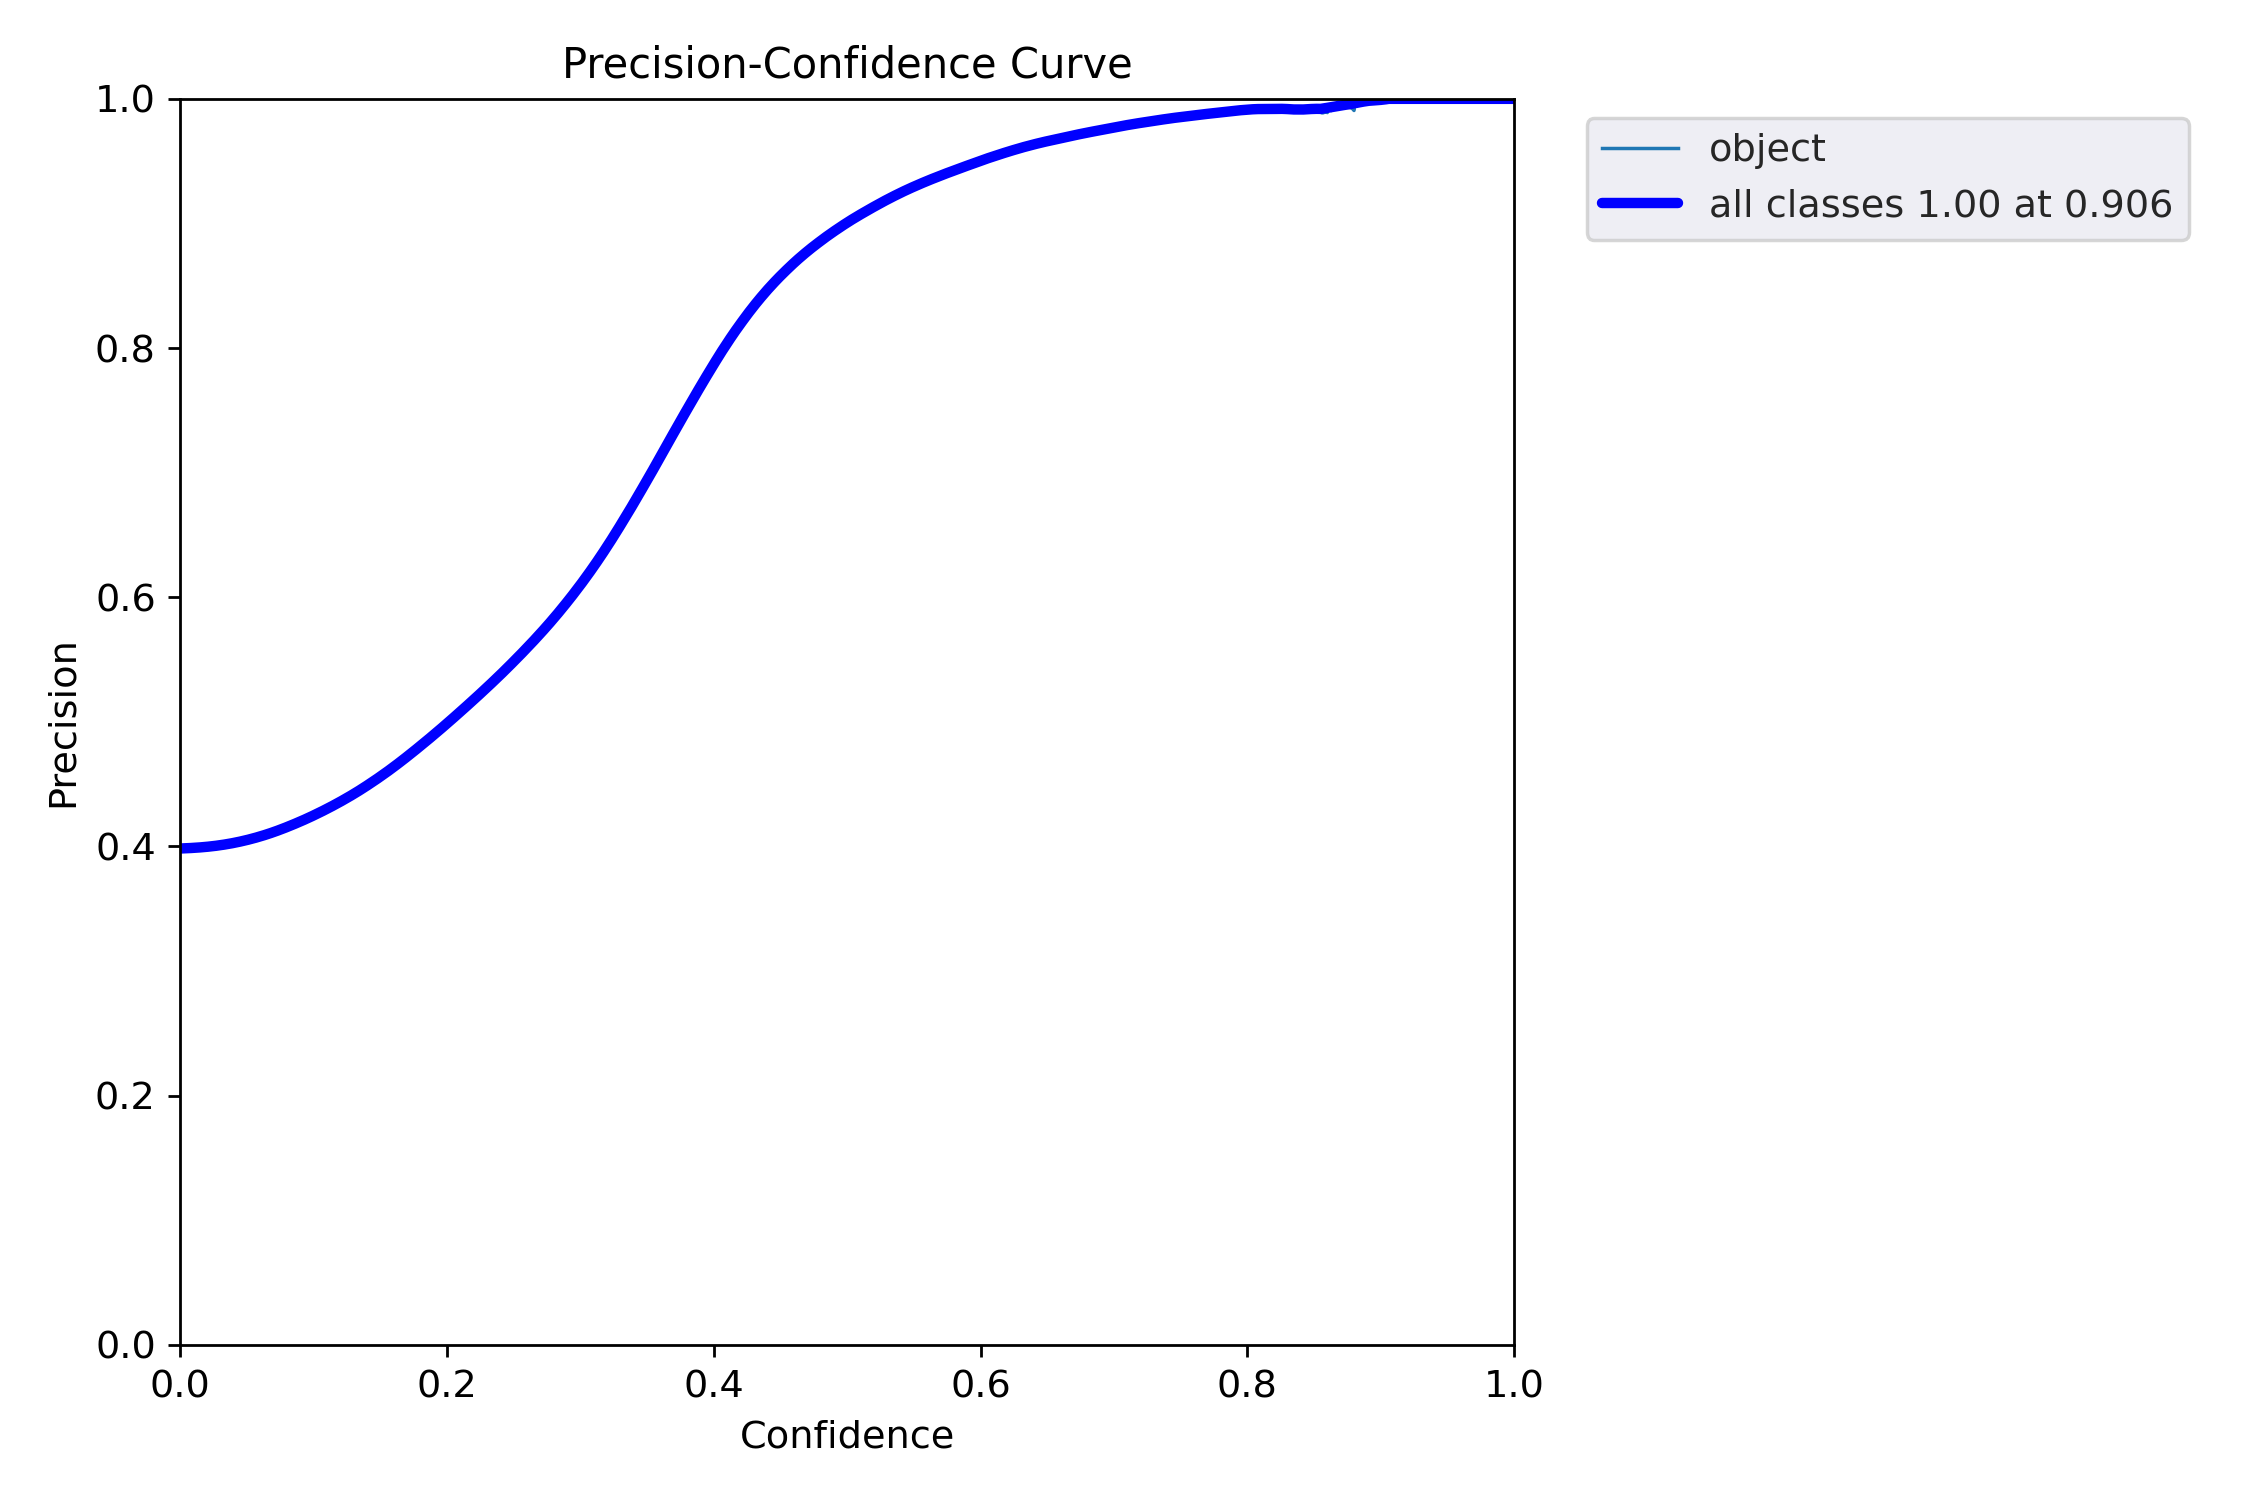 Precision-Confidence Curve
1.0
0.8
0.6
0.4
0.2
0.0
Precision
0.0 0.2 0.4 0.6 0.8 1.0
Confidence
object
all classes 1.00 at 0.906